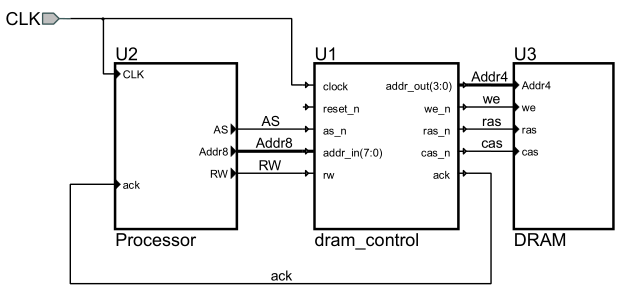 CLK
U2
U1
U3
CLK
clock
addr_out(3:0)
Addr4
Addr4
reset_n
we_n
we
we
AS
AS
as_n
ras_n
ras
ras
Addr8
Addr8
addr_in(7:0)
cas_n
cas
cas
RW
RW
rw
ack
ack
Processor
dram_control
DRAM
ack